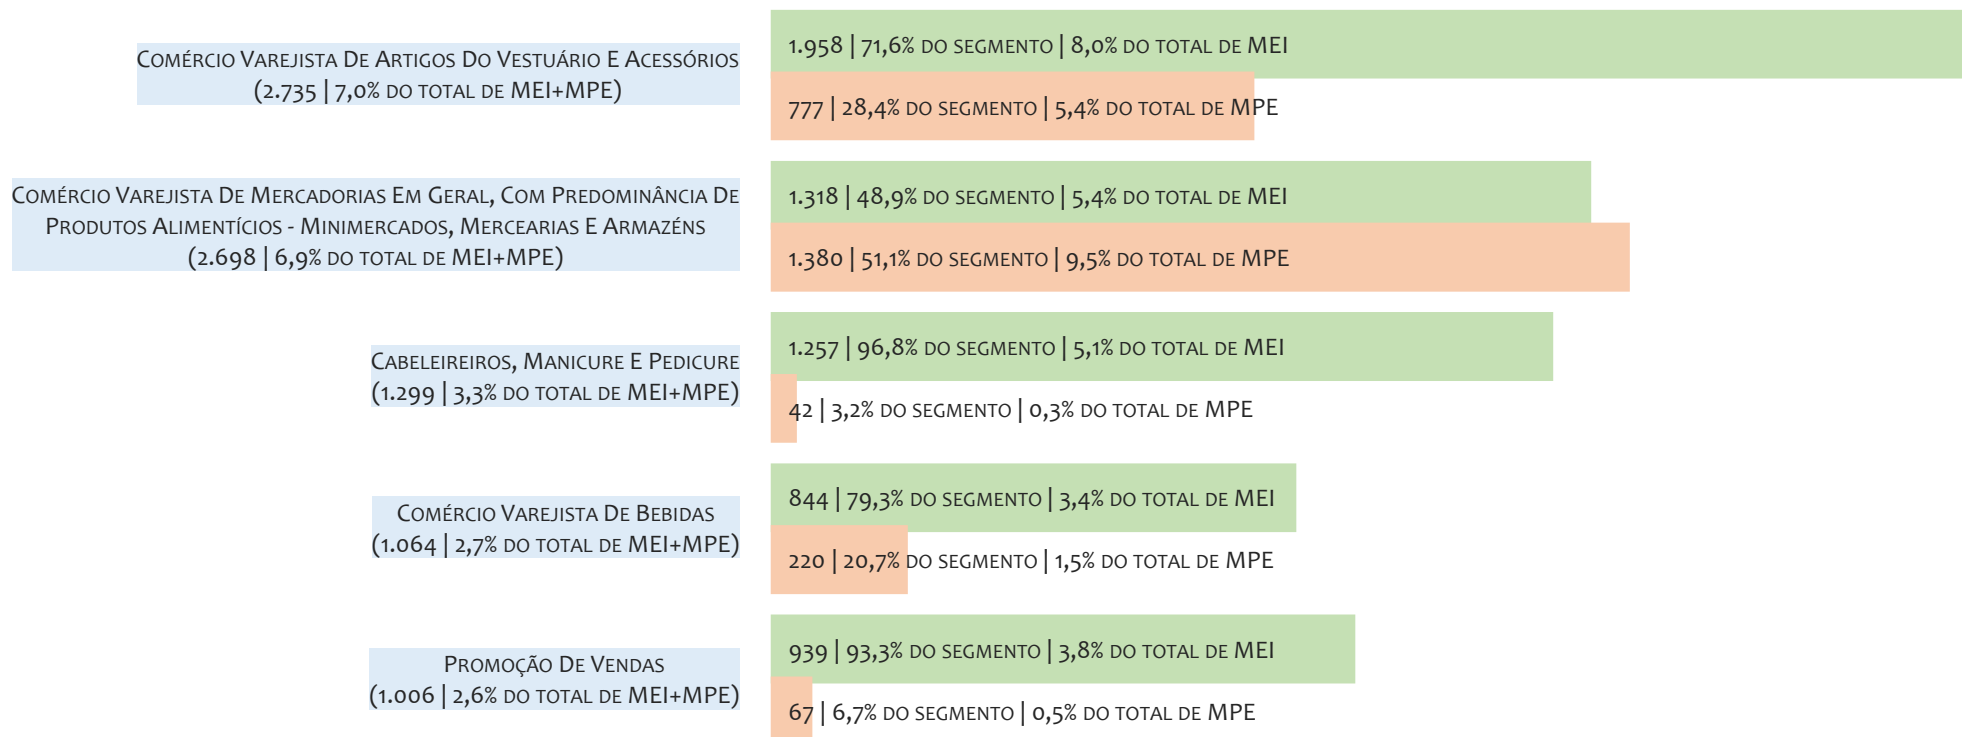 Comércio Varejista De Artigos Do Vestuário E Acessórios
(2.735 | 7,0% do total de MEI+MPE)
1.958 | 71,6% do segmento | 8,0% do total de MEI
777 | 28,4% do segmento | 5,4% do total de MPE
Comércio Varejista De Mercadorias Em Geral, Com Predominância De
Produtos Alimentícios - Minimercados, Mercearias E Armazéns
(2.698 | 6,9% do total de MEI+MPE)
1.318 | 48,9% do segmento | 5,4% do total de MEI
1.380 | 51,1% do segmento | 9,5% do total de MPE
Cabeleireiros, Manicure E Pedicure
(1.299 | 3,3% do total de MEI+MPE)
1.257 | 96,8% do segmento | 5,1% do total de MEI
42 | 3,2% do segmento | 0,3% do total de MPE
Comércio Varejista De Bebidas
(1.064 | 2,7% do total de MEI+MPE)
844 | 79,3% do segmento | 3,4% do total de MEI
220 | 20,7% do segmento | 1,5% do total de MPE
Promoção De Vendas
(1.006 | 2,6% do total de MEI+MPE)
939 | 93,3% do segmento | 3,8% do total de MEI
67 | 6,7% do segmento | 0,5% do total de MPE